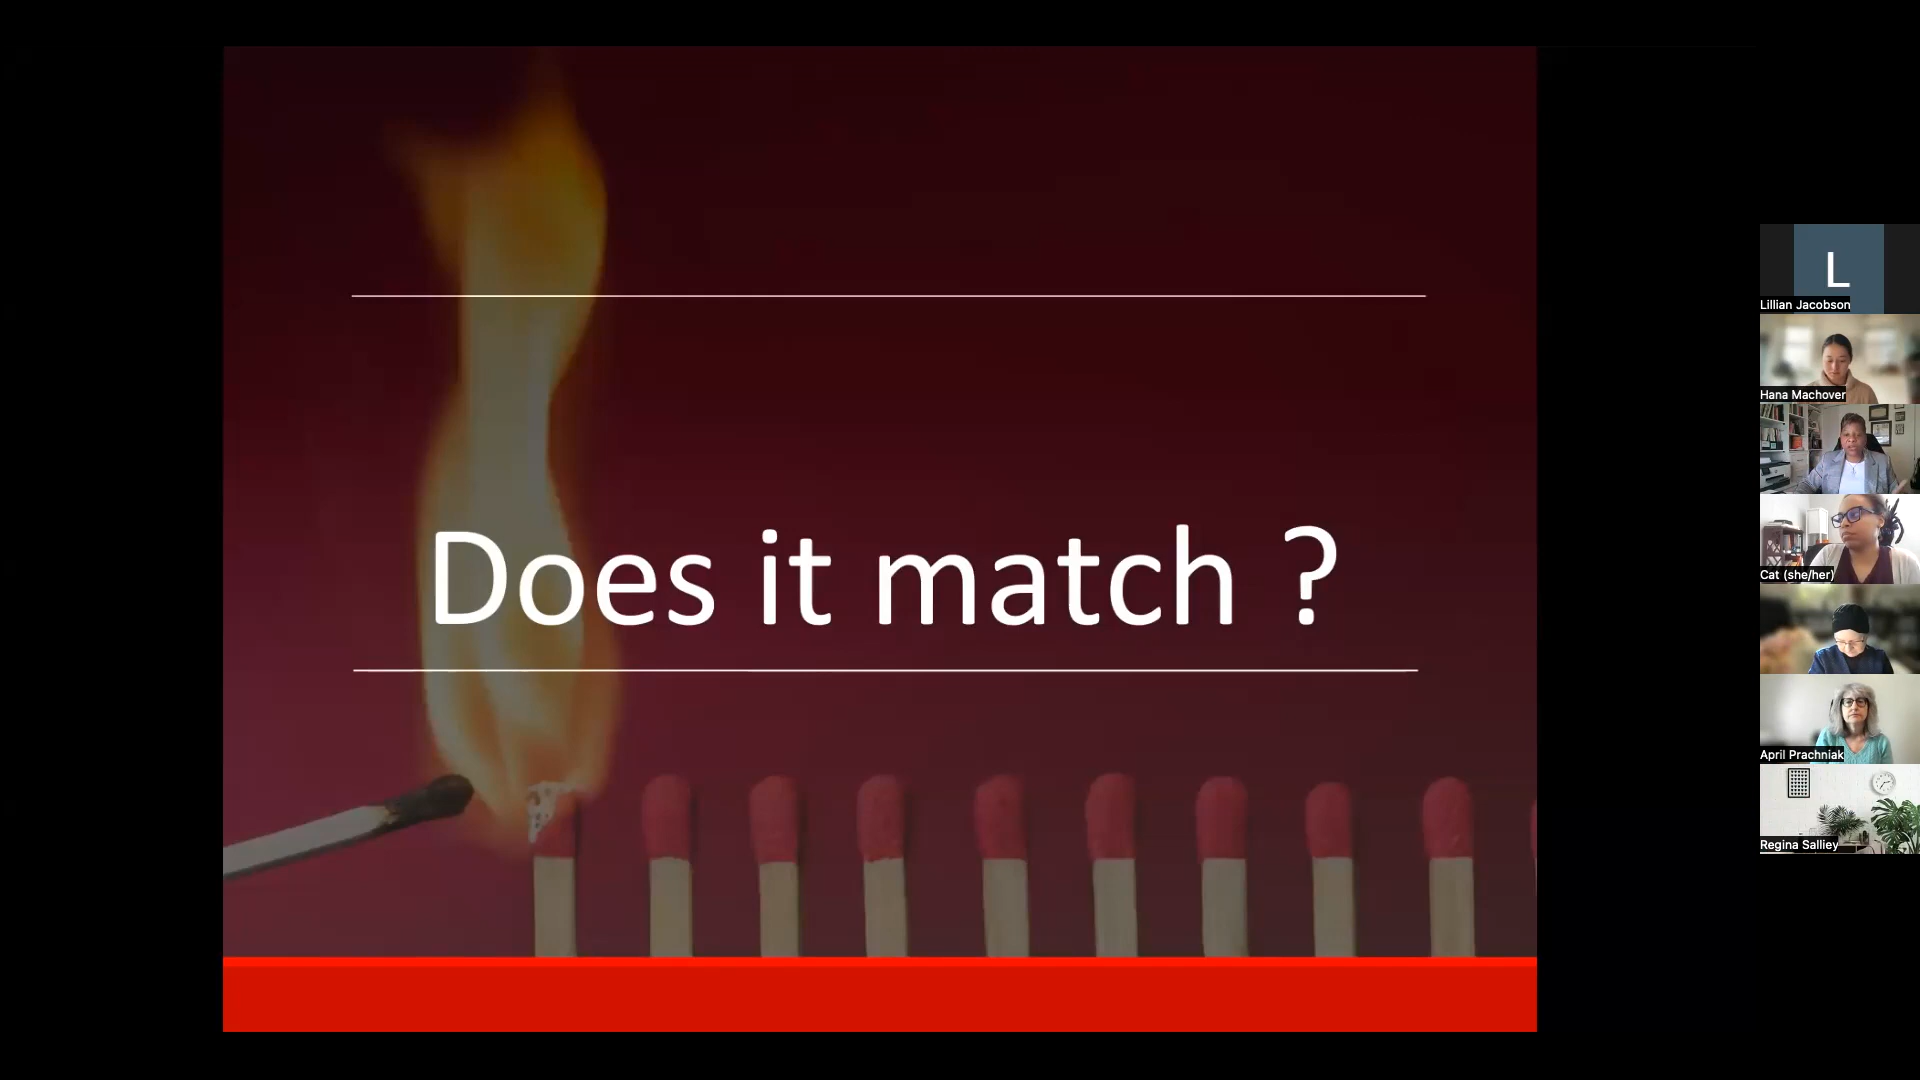 Does it match ?
L
Lillian Jacobson
Hana Machover
Cat (she/her)
April Prachniak
Regina Salliey